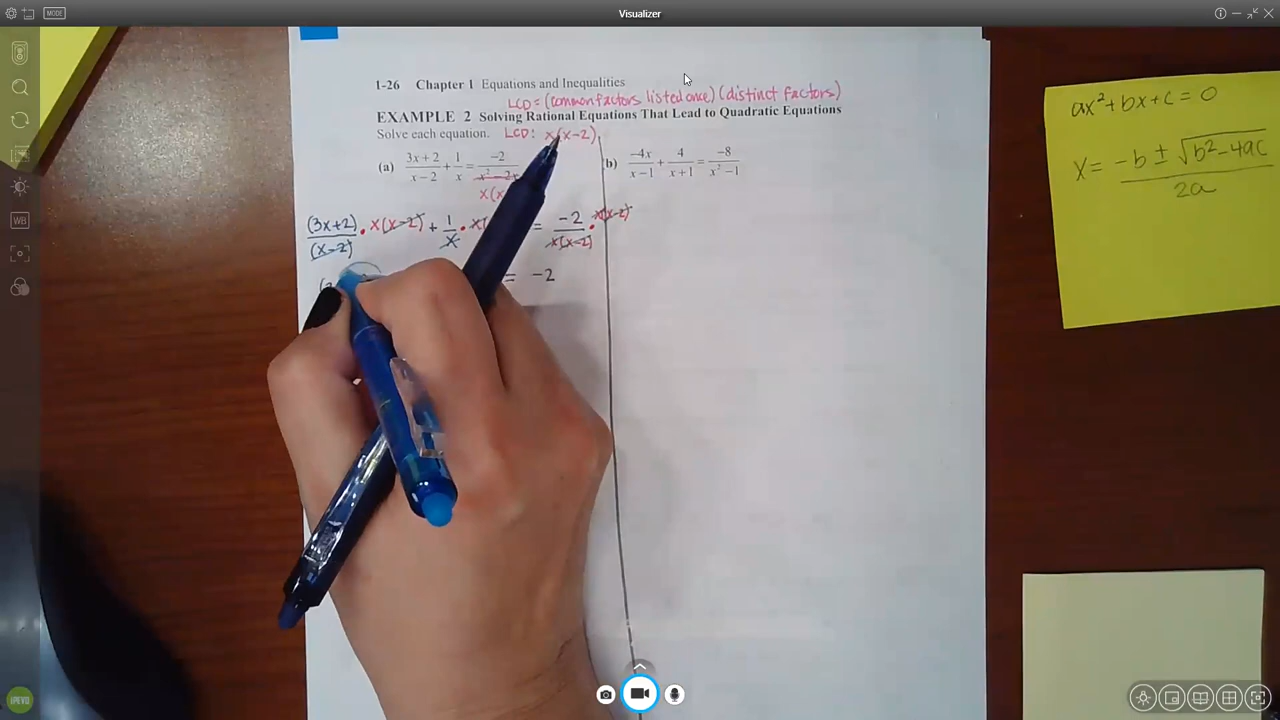 MODE
Visualizer
1-26 Chapter 1 Equations and Inequalities
LCD = (common factors listed once) (distinct factors)
EXAMPLE 2 Solving Rational Equations That Lead to Quadratic Equations
Solve each equation. LCD: x(x-2)
(a) 3x + 2 / x - 2 + 1 / x = -2 / x² - 2x
x(x
b) -4x / x - 1 + 4 / x + 1 = -8 / x² - 1
(3x+2) / (x-2) • x(x-2) + 1 / x • x( = -2 / x(x-2) • x(x-2)
= -2
ax² + bx + c = 0
x = -b ± √b² - 4ac / 2a
IPEVO